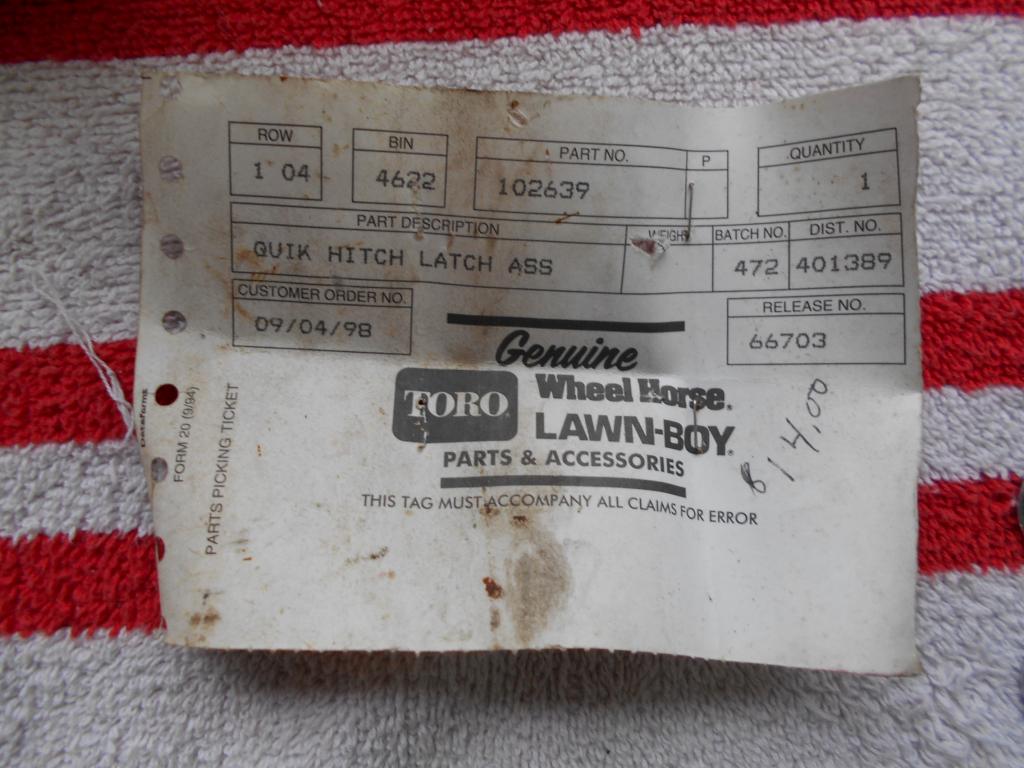 ROW BIN PART NO. P QUANTITY
1 04 4622 102639 1
PART DESCRIPTION WEIGHT BATCH NO. DIST. NO.
QUIK HITCH LATCH ASS 472 401389
CUSTOMER ORDER NO. RELEASE NO.
09/04/98 66703
Genuine
TORO Wheel Horse.
LAWN-BOY
PARTS & ACCESSORIES
THIS TAG MUST ACCOMPANY ALL CLAIMS FOR ERROR
14.00
Dataforms
FORM 20 (9/94)
PARTS PICKING TICKET